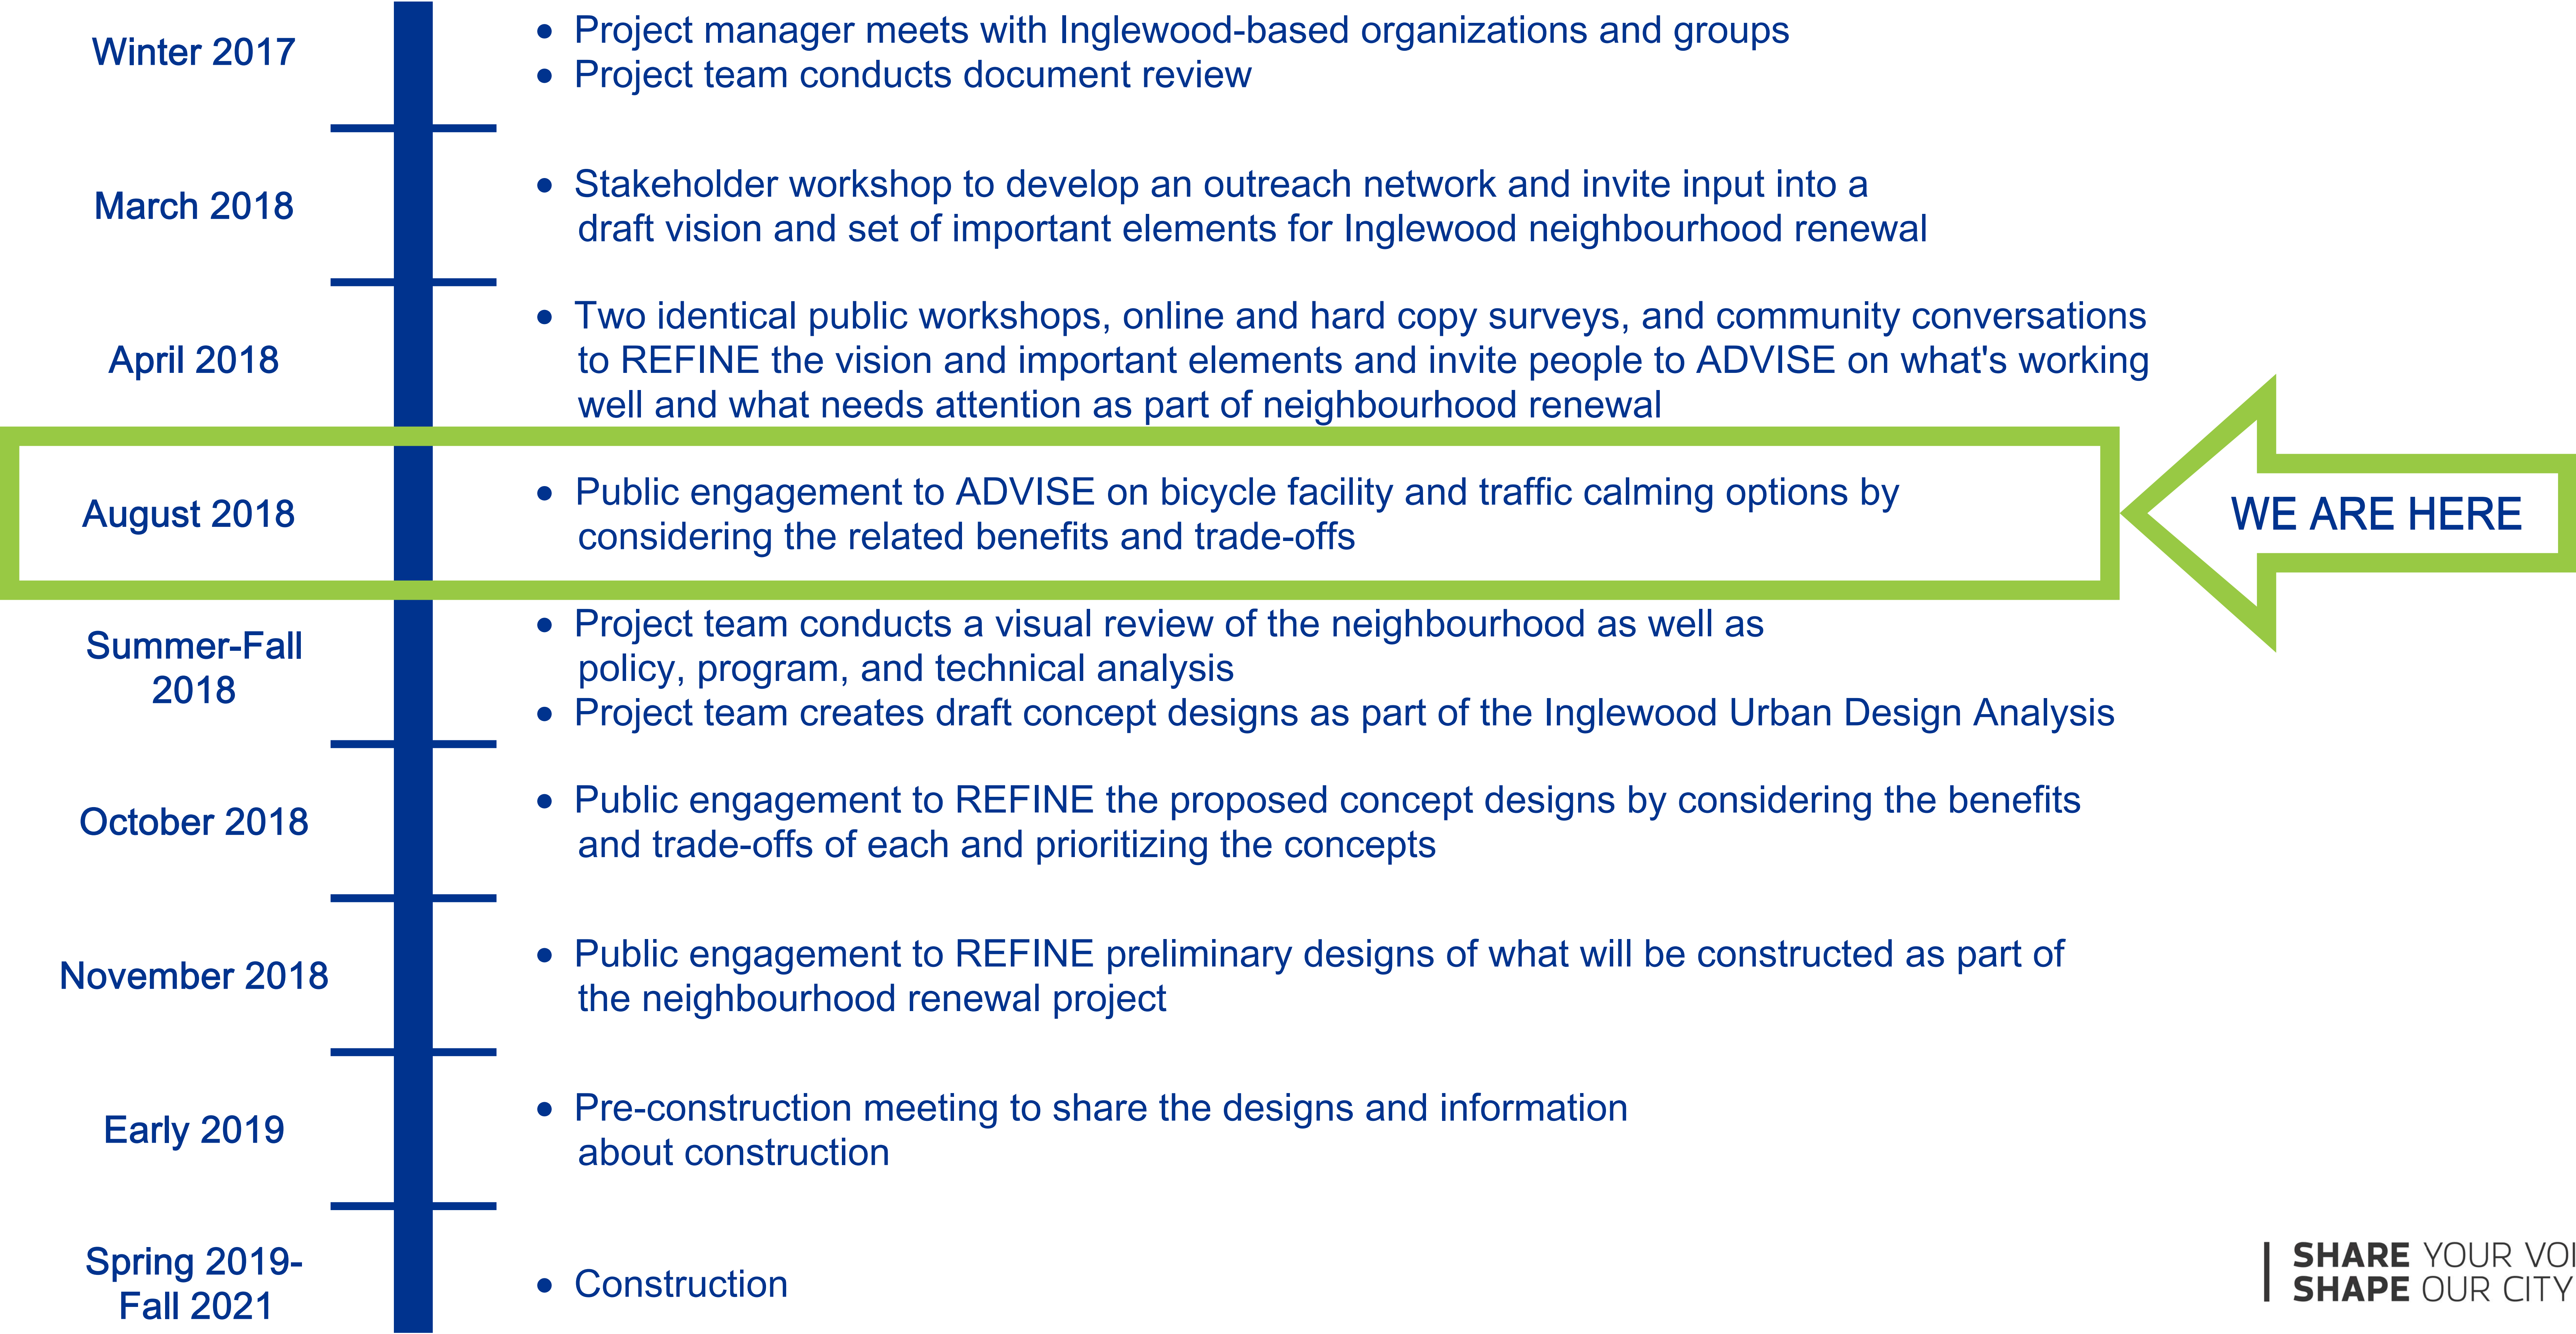 Winter 2017
• Project manager meets with Inglewood-based organizations and groups
• Project team conducts document review
March 2018
• Stakeholder workshop to develop an outreach network and invite input into a
draft vision and set of important elements for Inglewood neighbourhood renewal
April 2018
• Two identical public workshops, online and hard copy surveys, and community conversations
to REFINE the vision and important elements and invite people to ADVISE on what's working
well and what needs attention as part of neighbourhood renewal
August 2018
• Public engagement to ADVISE on bicycle facility and traffic calming options by
considering the related benefits and trade-offs
WE ARE HERE
Summer-Fall
2018
• Project team conducts a visual review of the neighbourhood as well as
policy, program, and technical analysis
• Project team creates draft concept designs as part of the Inglewood Urban Design Analysis
October 2018
• Public engagement to REFINE the proposed concept designs by considering the benefits
and trade-offs of each and prioritizing the concepts
November 2018
• Public engagement to REFINE preliminary designs of what will be constructed as part of
the neighbourhood renewal project
Early 2019
• Pre-construction meeting to share the designs and information
about construction
Spring 2019-
Fall 2021
• Construction
SHARE YOUR VOI
SHAPE OUR CITY